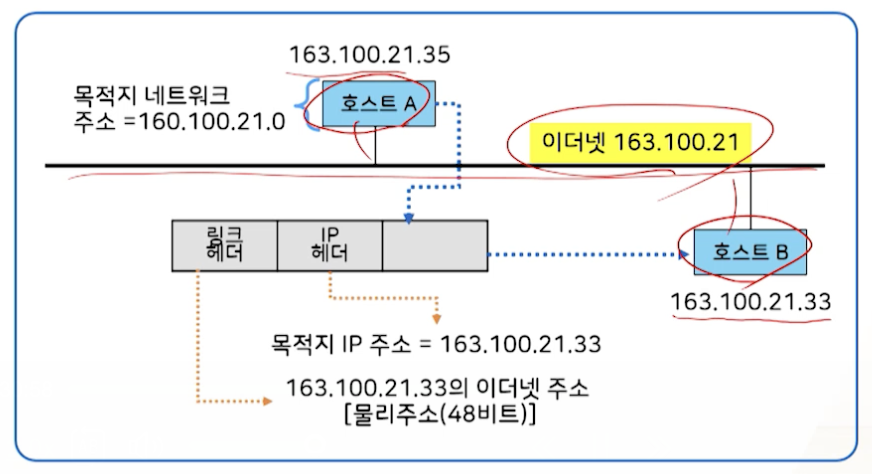 163.100.21.35
목적지 네트워크
주소 =160.100.21.0
호스트 A
이더넷 163.100.21
링크
헤더
IP
헤더
호스트 B
163.100.21.33
목적지 IP 주소 = 163.100.21.33
163.100.21.33의 이더넷 주소
[물리주소(48비트)]